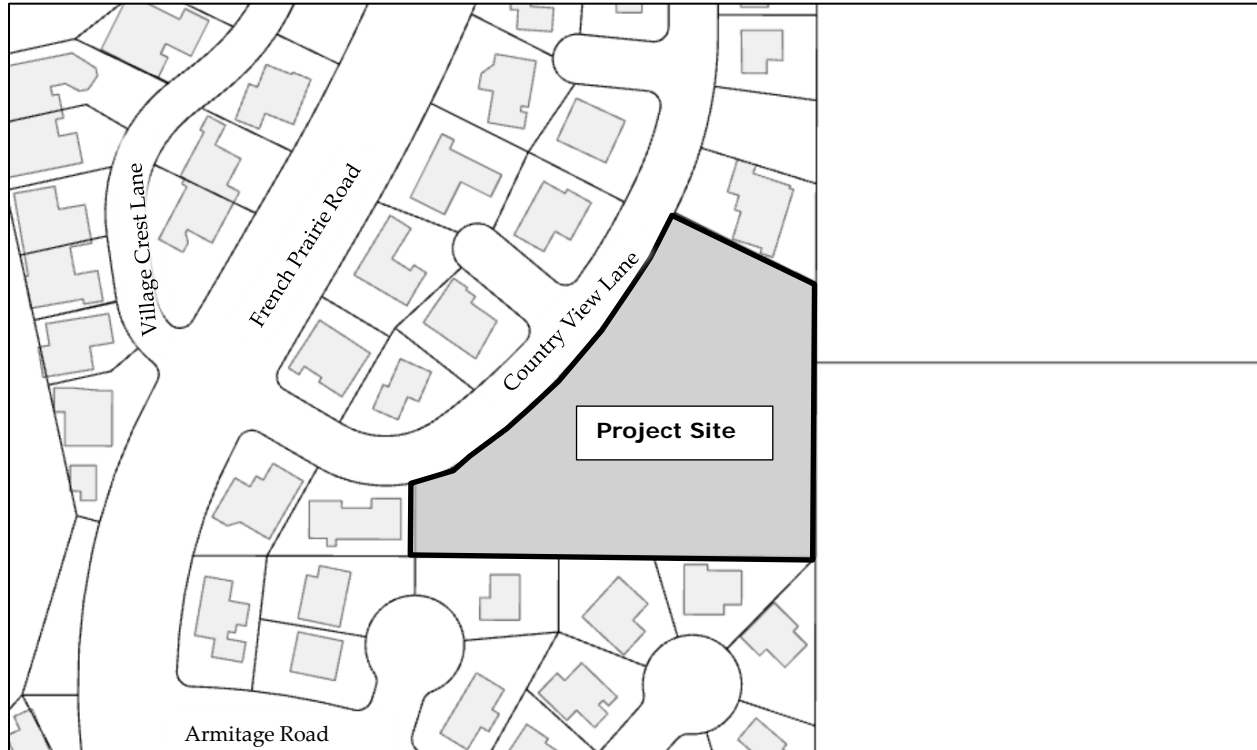 Village Crest Lane
French Prairie Road
Country View Lane
Project Site
Armitage Road